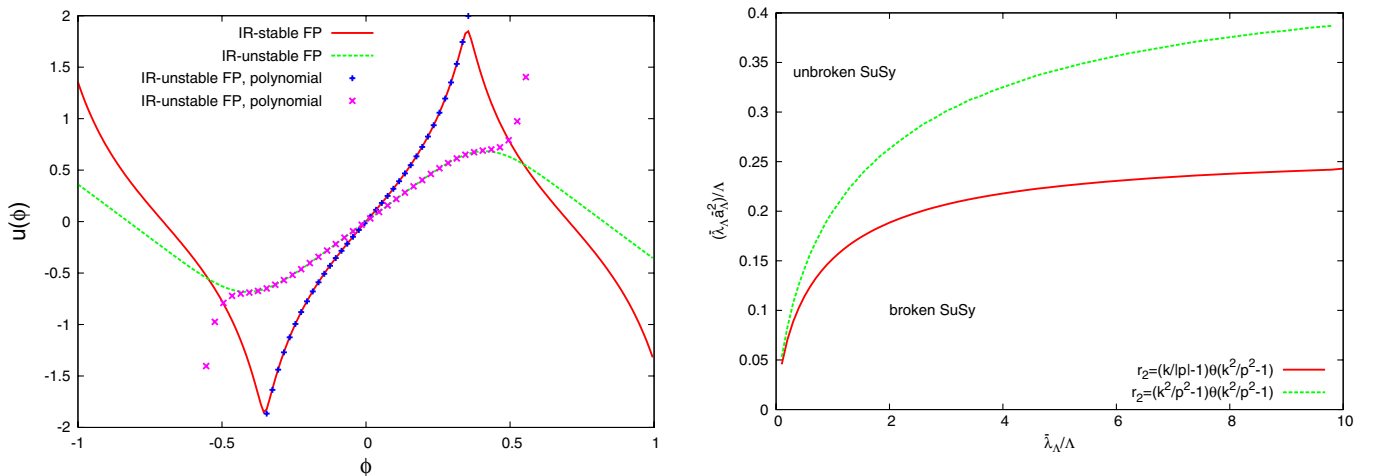 2
1.5
1
0.5
0
-0.5
-1
-1.5
-2
-1
-0.5
0
0.5
1
u(ϕ)
ϕ
IR-stable FP
IR-unstable FP
IR-unstable FP, polynomial
IR-unstable FP, polynomial
0.4
0.35
0.3
0.25
0.2
0.15
0.1
0.05
0
0
2
4
6
8
10
(λ̄_Λ ā²_Λ)/Λ
λ̄_Λ/Λ
unbroken SuSy
broken SuSy
r₂=(k/|p|-1)θ(k²/p²-1)
r₂=(k²/p²-1)θ(k²/p²-1)